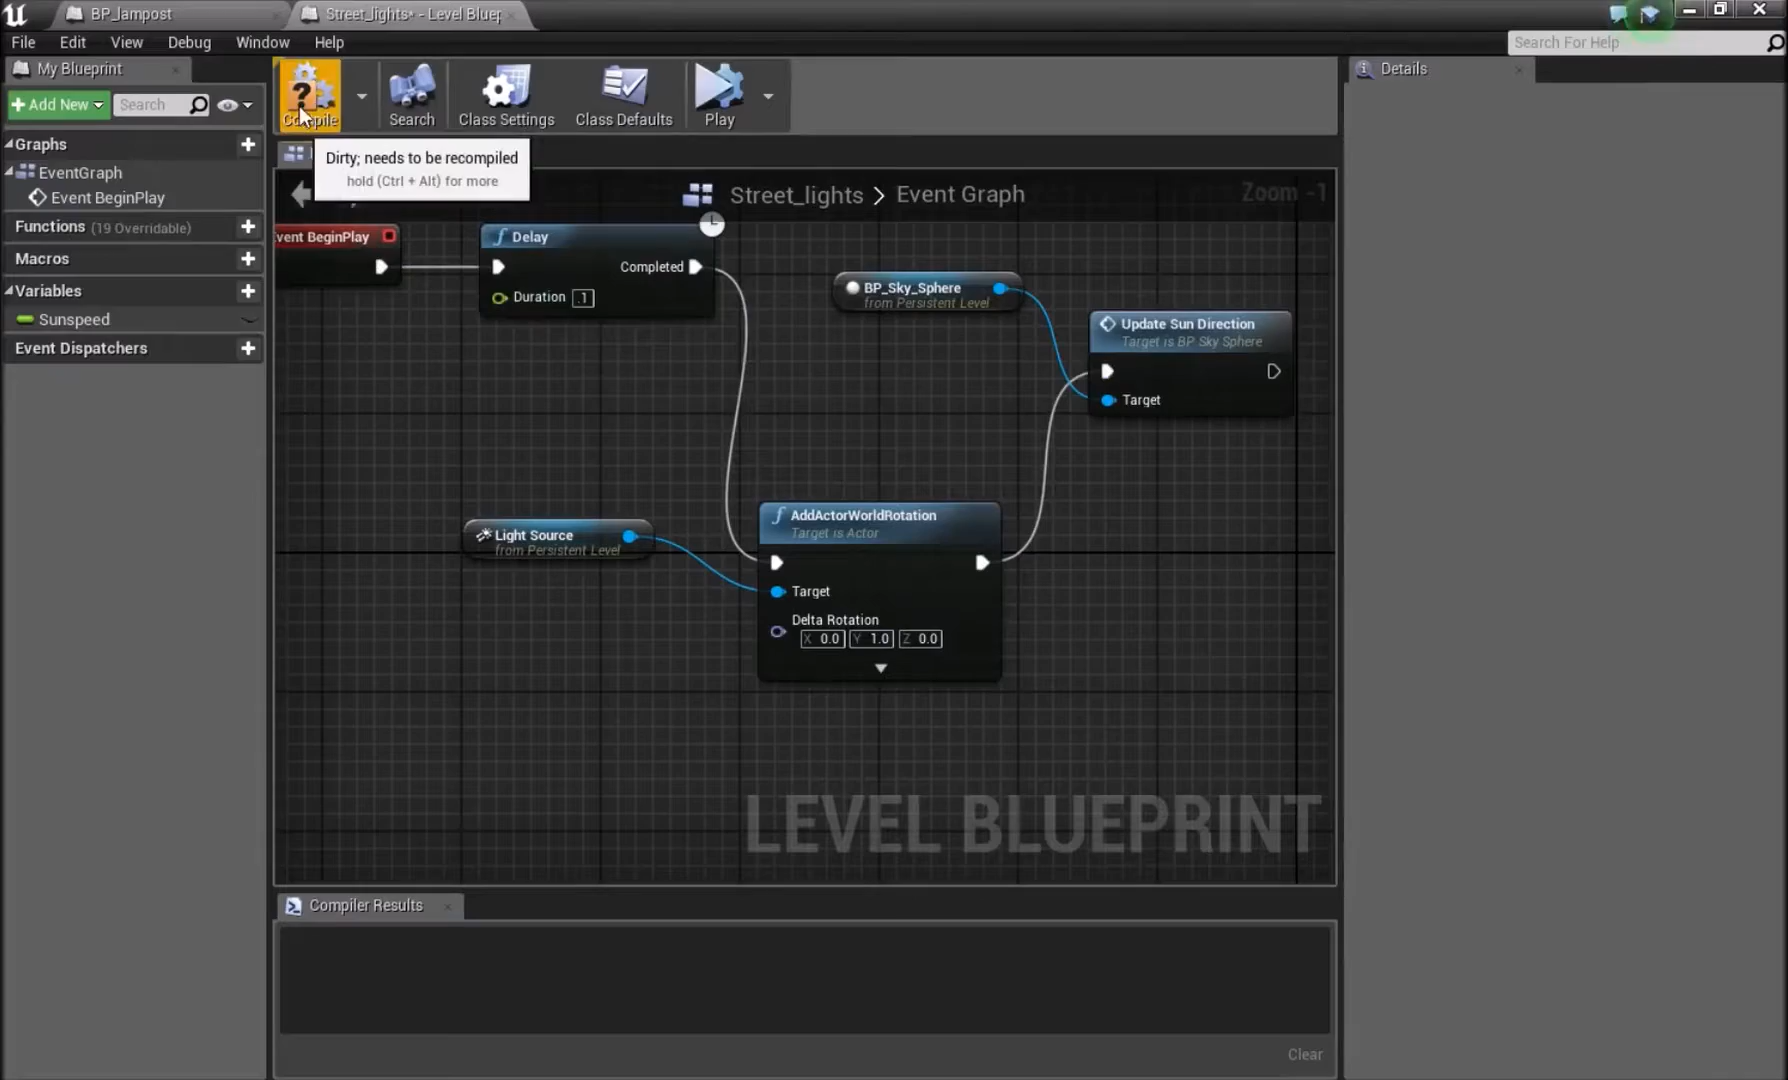 BP_lampost
Street_lights* - Level Bluep
File Edit View Debug Window Help
Search For Help
My Blueprint
Details
Add New
Search
Compile
Search
Class Settings
Class Defaults
Play
Dirty; needs to be recompiled
hold (Ctrl + Alt) for more
Graphs
EventGraph
Event BeginPlay
Functions (19 Overridable)
Macros
Variables
Sunspeed
Event Dispatchers
Street_lights > Event Graph
Zoom -1
vent BeginPlay
Delay
Completed
Duration .1
BP_Sky_Sphere
from Persistent Level
Update Sun Direction
Target is BP Sky Sphere
Target
Light Source
from Persistent Level
AddActorWorldRotation
Target is Actor
Target
Delta Rotation
X 0.0 Y 1.0 Z 0.0
LEVEL BLUEPRINT
Compiler Results
Clear